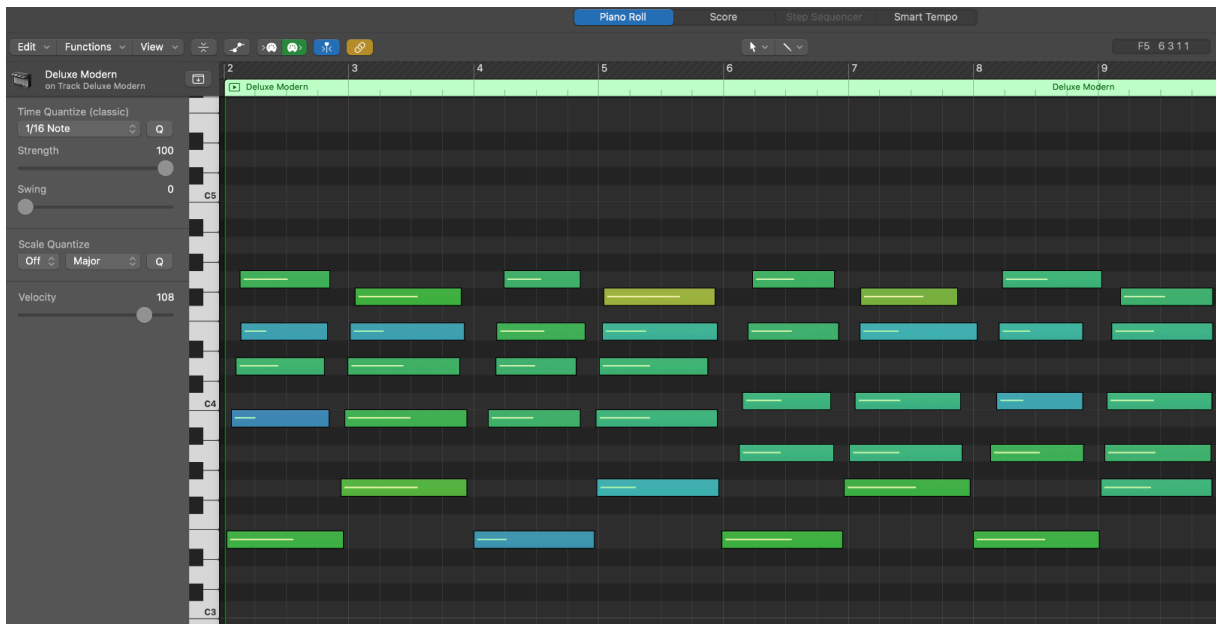 Piano Roll Score Step Sequencer Smart Tempo
Edit Functions View F5 6 3 1 1
Deluxe Modern
on Track Deluxe Modern
2 3 4 5 6 7 8 9
Deluxe Modern Deluxe Modern
Time Quantize (classic)
1/16 Note Q
Strength 100
Swing 0
C5
Scale Quantize
Off Major Q
Velocity 108
C4
C3